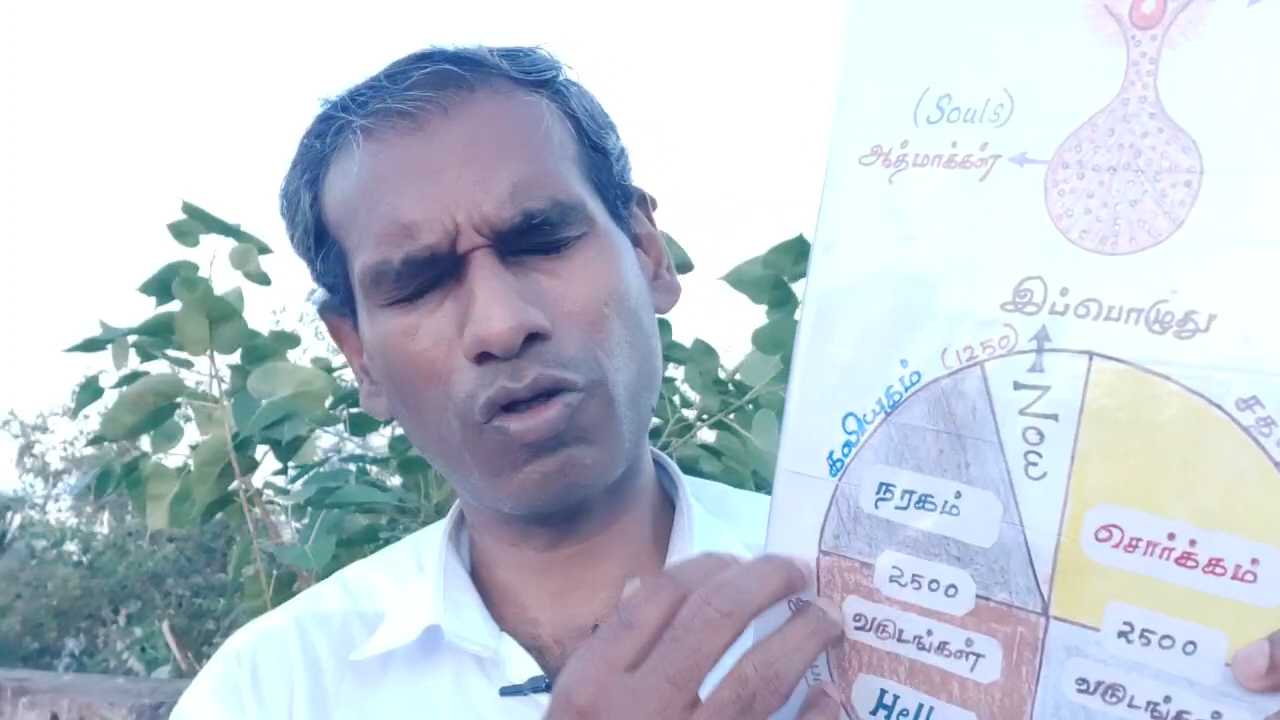 (Souls)
ஆத்மாக்கள்
இப்பொழுது
(1250)
கலியுகம்
Now
சத
நரகம்
சொர்க்கம்
2500
வருடங்கள்
2500
வருடங்கள்
Hell